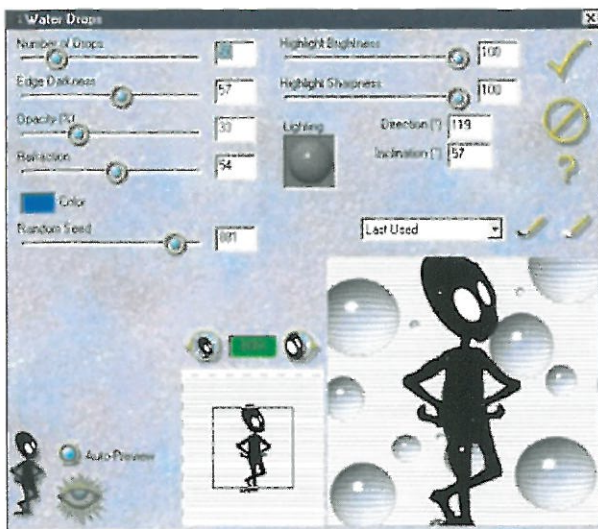 Water Drops
Number of Drops
Edge Darkness
57
Opacity (%)
33
Refraction
54
Color
Random Seed
881
Highlight Brightness
100
Highlight Sharpness
100
Lighting
Direction (°)
119
Inclination (°)
57
Last Used
Auto-Preview